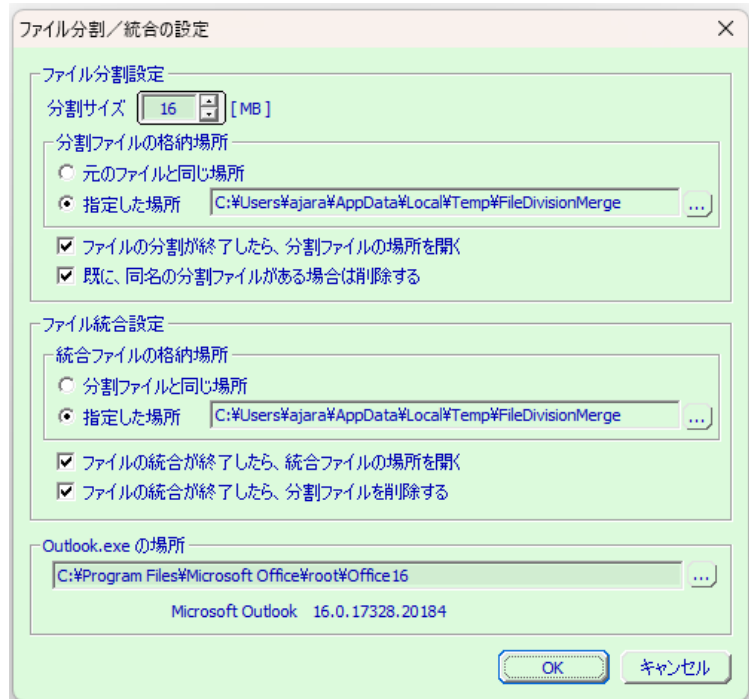 ファイル分割／統合の設定
ファイル分割設定
分割サイズ 16 [ MB ]
分割ファイルの格納場所
元のファイルと同じ場所
指定した場所 C:¥Users¥ajara¥AppData¥Local¥Temp¥FileDivisionMerge ...
ファイルの分割が終了したら、分割ファイルの場所を開く
既に、同名の分割ファイルがある場合は削除する
ファイル統合設定
統合ファイルの格納場所
分割ファイルと同じ場所
指定した場所 C:¥Users¥ajara¥AppData¥Local¥Temp¥FileDivisionMerge ...
ファイルの統合が終了したら、統合ファイルの場所を開く
ファイルの統合が終了したら、分割ファイルを削除する
Outlook.exe の場所
C:¥Program Files¥Microsoft Office¥root¥Office16 ...
Microsoft Outlook 16.0.17328.20184
OK キャンセル